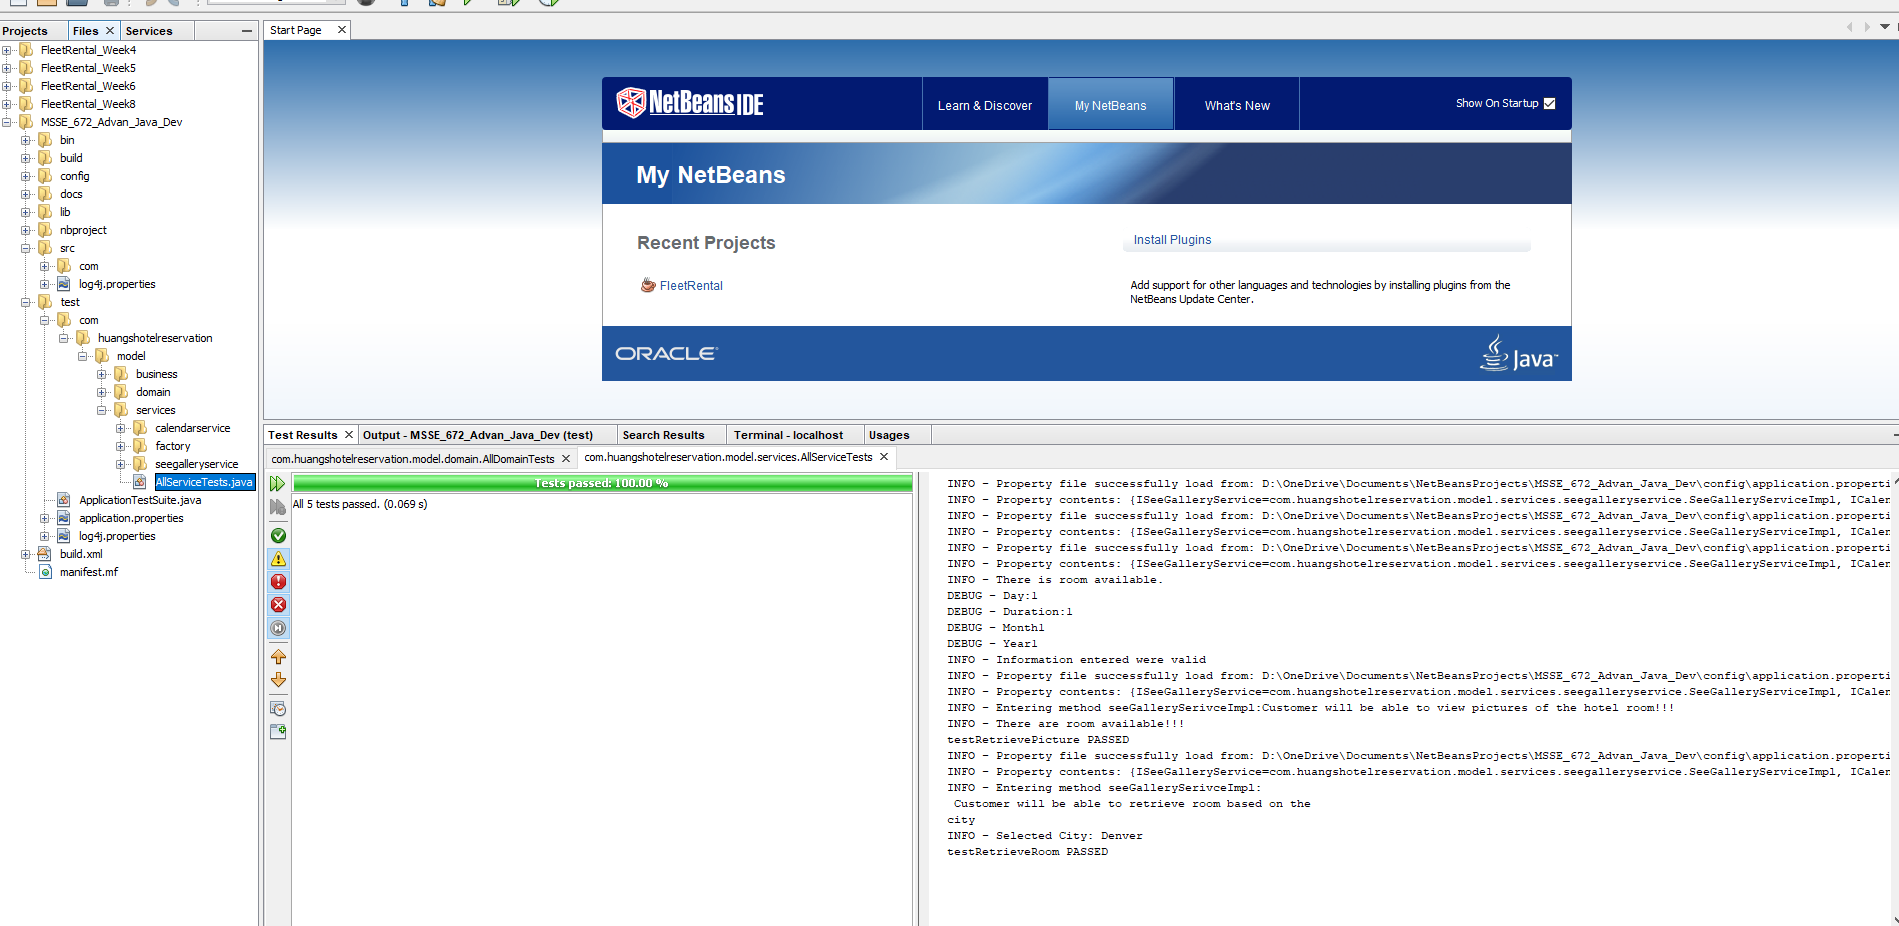 Projects
Files
Services
FleetRental_Week4
FleetRental_Week5
FleetRental_Week6
FleetRental_Week8
MSSE_672_Advan_Java_Dev
bin
build
config
docs
lib
nbproject
src
com
log4j.properties
test
com
huangshotelreservation
model
business
domain
services
calendarservice
factory
seegalleryservice
AllServiceTests.java
ApplicationTestSuite.java
application.properties
log4j.properties
build.xml
manifest.mf
Start Page
NetBeans IDE
Learn & Discover
My NetBeans
What's New
Show On Startup
My NetBeans
Recent Projects
FleetRental
Install Plugins
Add support for other languages and technologies by installing plugins from the
NetBeans Update Center.
ORACLE
Java
Test Results
Output - MSSE_672_Advan_Java_Dev (test)
Search Results
Terminal - localhost
Usages
com.huangshotelreservation.model.domain.AllDomainTests
com.huangshotelreservation.model.services.AllServiceTests
Tests passed: 100.00 %
All 5 tests passed. (0.069 s)
INFO - Property file successfully load from: D:\OneDrive\Documents\NetBeansProjects\MSSE_672_Advan_Java_Dev\config\application.properti
INFO - Property contents: {ISeeGalleryService=com.huangshotelreservation.model.services.seegalleryservice.SeeGalleryServiceImpl, ICalen
INFO - Property file successfully load from: D:\OneDrive\Documents\NetBeansProjects\MSSE_672_Advan_Java_Dev\config\application.properti
INFO - Property contents: {ISeeGalleryService=com.huangshotelreservation.model.services.seegalleryservice.SeeGalleryServiceImpl, ICalen
INFO - Property file successfully load from: D:\OneDrive\Documents\NetBeansProjects\MSSE_672_Advan_Java_Dev\config\application.properti
INFO - Property contents: {ISeeGalleryService=com.huangshotelreservation.model.services.seegalleryservice.SeeGalleryServiceImpl, ICalen
INFO - There is room available.
DEBUG - Day:1
DEBUG - Duration:1
DEBUG - Month1
DEBUG - Year1
INFO - Information entered were valid
INFO - Property file successfully load from: D:\OneDrive\Documents\NetBeansProjects\MSSE_672_Advan_Java_Dev\config\application.properti
INFO - Property contents: {ISeeGalleryService=com.huangshotelreservation.model.services.seegalleryservice.SeeGalleryServiceImpl, ICalen
INFO - Entering method seeGallerySerivceImpl:Customer will be able to view pictures of the hotel room!!!
INFO - There are room available!!!
testRetrievePicture PASSED
INFO - Property file successfully load from: D:\OneDrive\Documents\NetBeansProjects\MSSE_672_Advan_Java_Dev\config\application.properti
INFO - Property contents: {ISeeGalleryService=com.huangshotelreservation.model.services.seegalleryservice.SeeGalleryServiceImpl, ICalen
INFO - Entering method seeGallerySerivceImpl:
Customer will be able to retrieve room based on the
city
INFO - Selected City: Denver
testRetrieveRoom PASSED